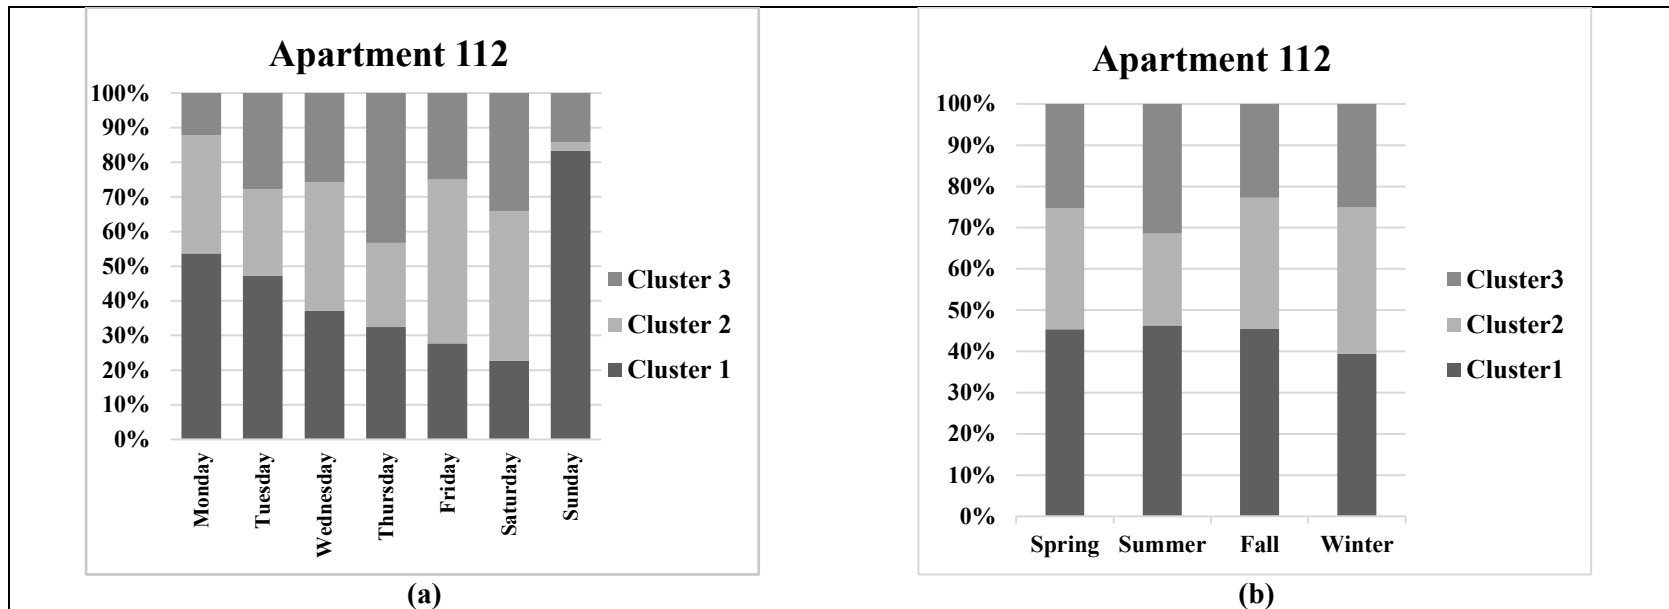 Apartment 112
100%
90%
80%
70%
60%
50%
40%
30%
20%
10%
0%
Monday
Tuesday
Wednesday
Thursday
Friday
Saturday
Sunday
Cluster 3
Cluster 2
Cluster 1
(a)
Apartment 112
100%
90%
80%
70%
60%
50%
40%
30%
20%
10%
0%
Spring Summer Fall Winter
Cluster3
Cluster2
Cluster1
(b)